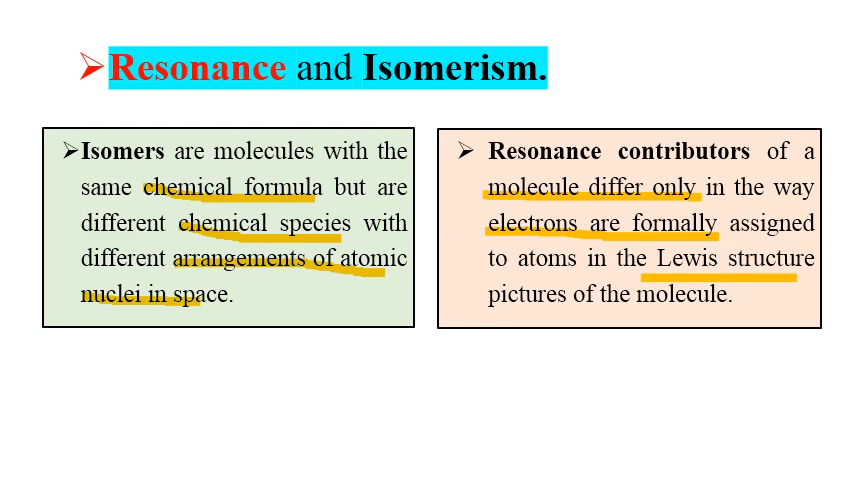 ➢Resonance and Isomerism.
➢Isomers are molecules with the
same chemical formula but are
different chemical species with
different arrangements of atomic
nuclei in space.
➢ Resonance contributors of a
molecule differ only in the way
electrons are formally assigned
to atoms in the Lewis structure
pictures of the molecule.